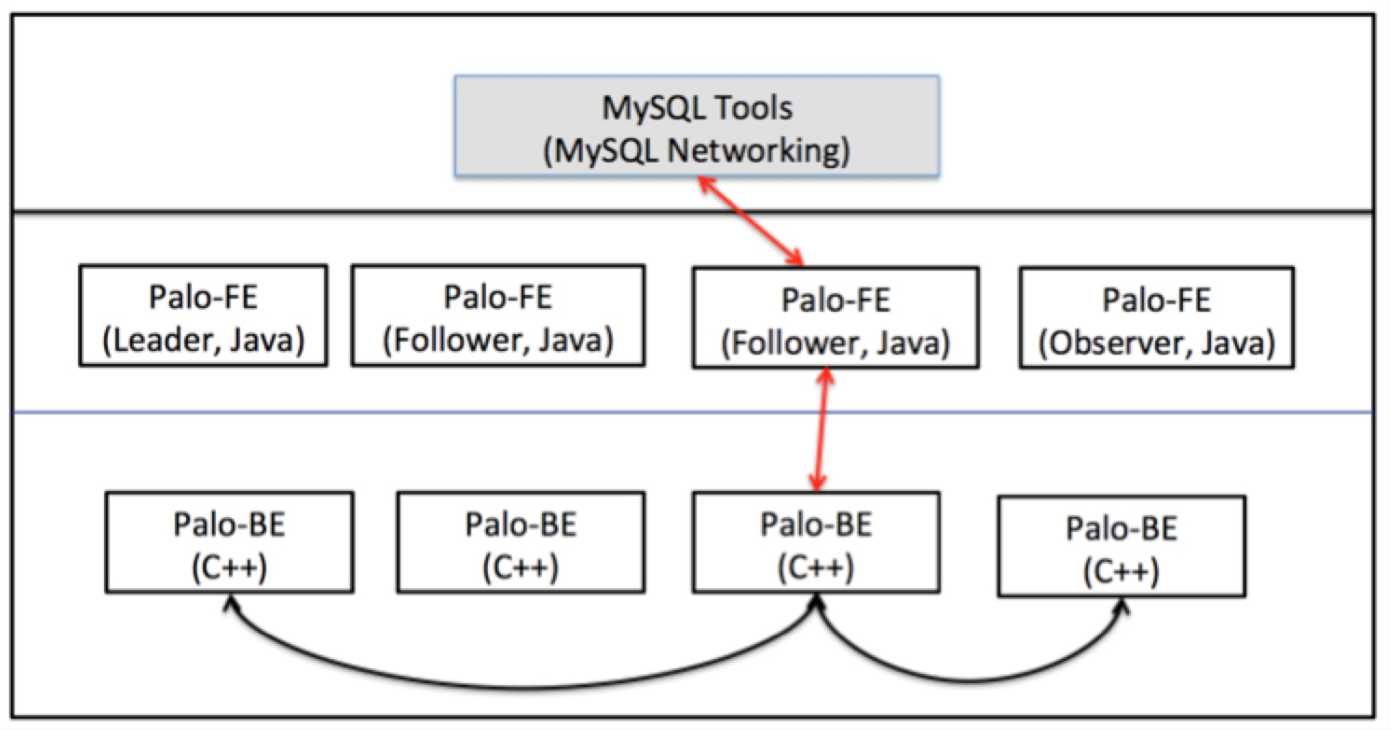 MySQL Tools
(MySQL Networking)
Palo-FE
(Leader, Java)
Palo-FE
(Follower, Java)
Palo-FE
(Follower, Java)
Palo-FE
(Observer, Java)
Palo-BE
(C++)
Palo-BE
(C++)
Palo-BE
(C++)
Palo-BE
(C++)